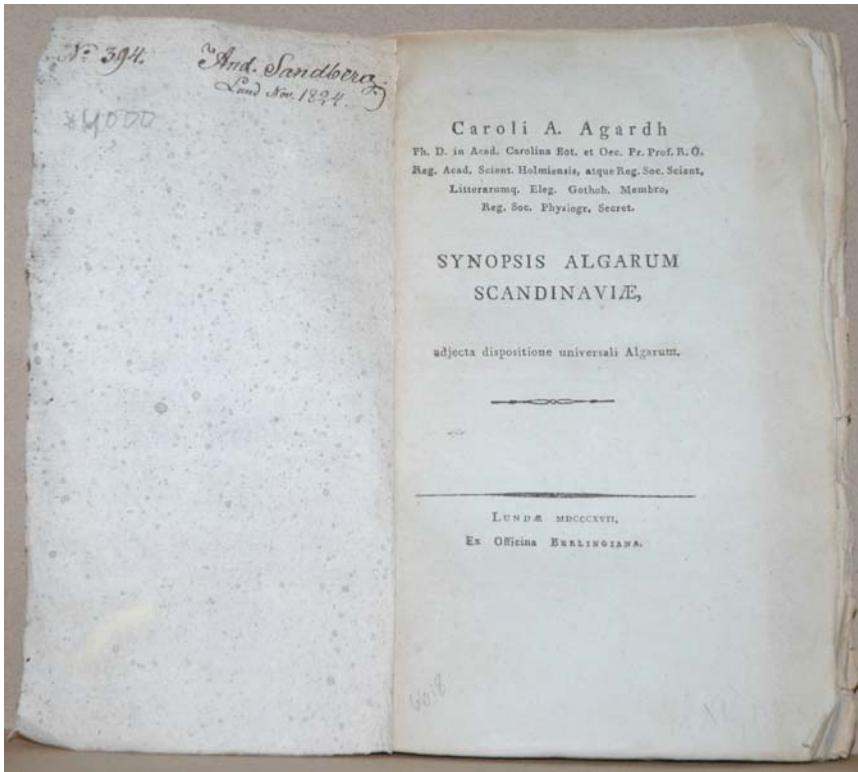 No. 394.
And. Sandberg.
Lund Nov. 1824.
4000
Caroli A. Agardh
Ph. D. in Acad. Carolina Bot. et Oec. Pr. Prof. R. O.
Reg. Acad. Scient. Holmiensis, atque Reg. Soc. Scient,
Litterarumq. Eleg. Gothob. Membro,
Reg. Soc. Physiogr. Secret.
SYNOPSIS ALGARUM
SCANDINAVIÆ,
adjecta dispositione universali Algarum.
LUNDÆ MDCCCXVII,
Ex Officina BERLINGIANA.